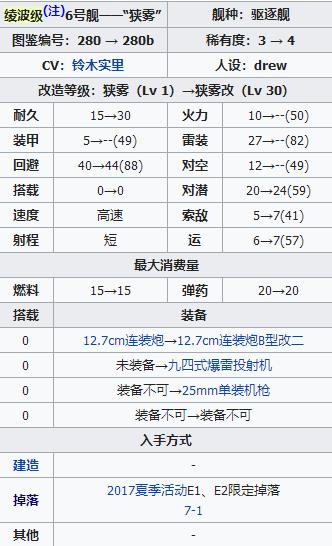 绫波级(注)6号舰——“狭雾” 舰种：驱逐舰
图鉴编号：280 → 280b 稀有度：3 → 4
CV：铃木实里 人设：drew
改造等级：狭雾（Lv 1）→狭雾改（Lv 30）
耐久 15→30 火力 10→--(50)
装甲 5→--(49) 雷装 27→--(82)
回避 40→44(88) 对空 12→--(49)
搭载 0→0 对潜 20→24(59)
速度 高速 索敌 5→7(41)
射程 短 运 6→7(57)
最大消费量
燃料 15→15 弹药 20→20
搭载 装备
0 12.7cm连装炮→12.7cm连装炮B型改二
0 未装备→九四式爆雷投射机
0 装备不可→25mm单装机枪
0 装备不可→装备不可
入手方式
建造 -
掉落 2017夏季活动E1、E2限定掉落
7-1
其他 -